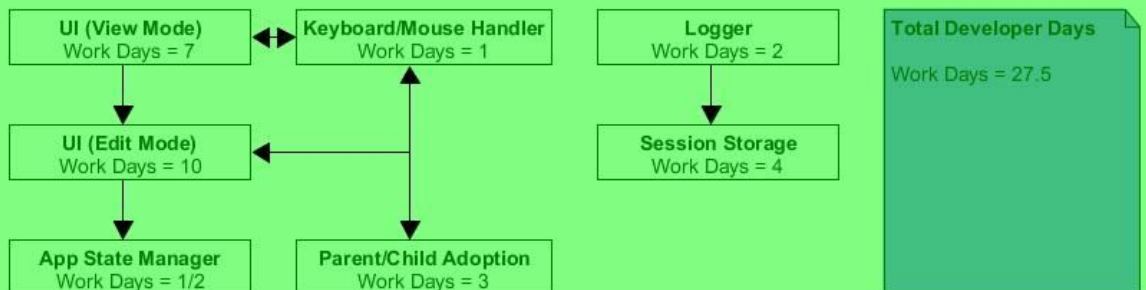 UI (View Mode)
Work Days = 7
Keyboard/Mouse Handler
Work Days = 1
Logger
Work Days = 2
Total Developer Days
Work Days = 27.5
UI (Edit Mode)
Work Days = 10
Session Storage
Work Days = 4
App State Manager
Work Days = 1/2
Parent/Child Adoption
Work Days = 3